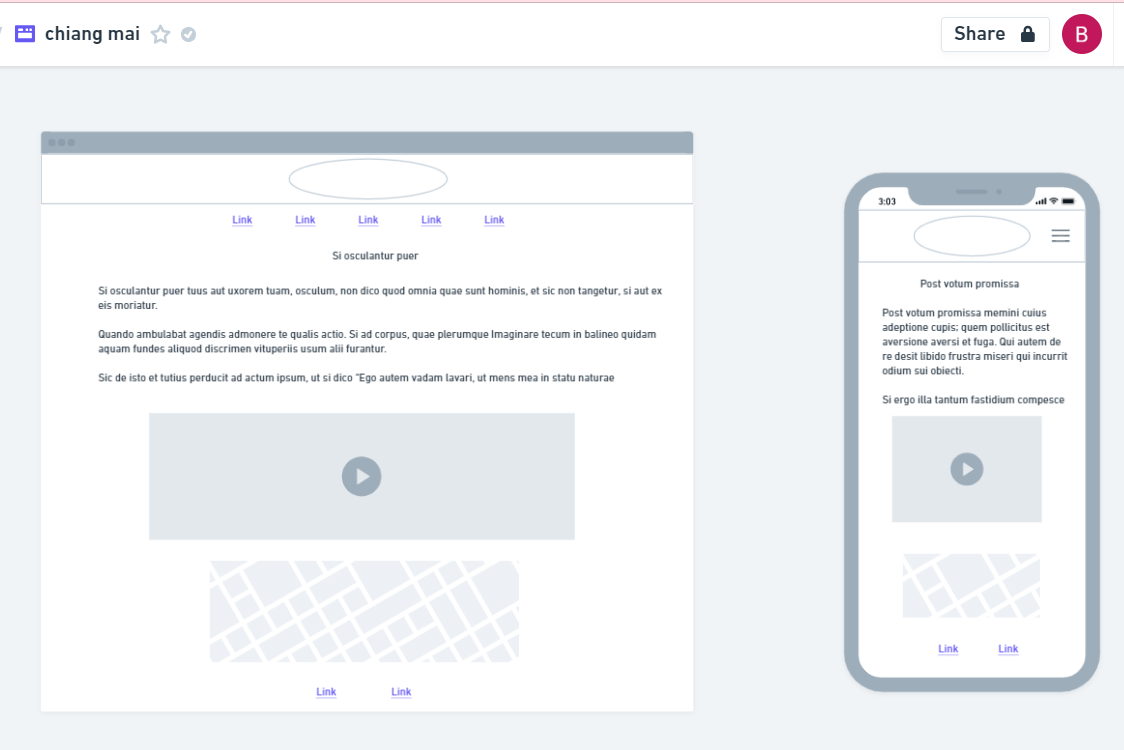 chiang mai
Share
B
Link Link Link Link Link
Si osculantur puer
Si osculantur puer tuus aut uxorem tuam, osculum, non dico quod omnia quae sunt hominis, et sic non tangetur, si aut ex
eis moriatur.
Quando ambulabat agendis admonere te qualis actio. Si ad corpus, quae plerumque Imaginare tecum in balineo quidam
aquam fundes aliquod discrimen vituperiis usum alii furantur.
Sic de isto et tutius perducit ad actum ipsum, ut si dico "Ego autem vadam lavari, ut mens mea in statu naturae
Link Link
3:03
Post votum promissa
Post votum promissa memini cuius
adeptione cupis; quem pollicitus est
aversione aversi et fuga. Qui autem de
re desit libido frustra miseri qui incurrit
odium sui obiecti.
Si ergo illa tantum fastidium compesce
Link Link